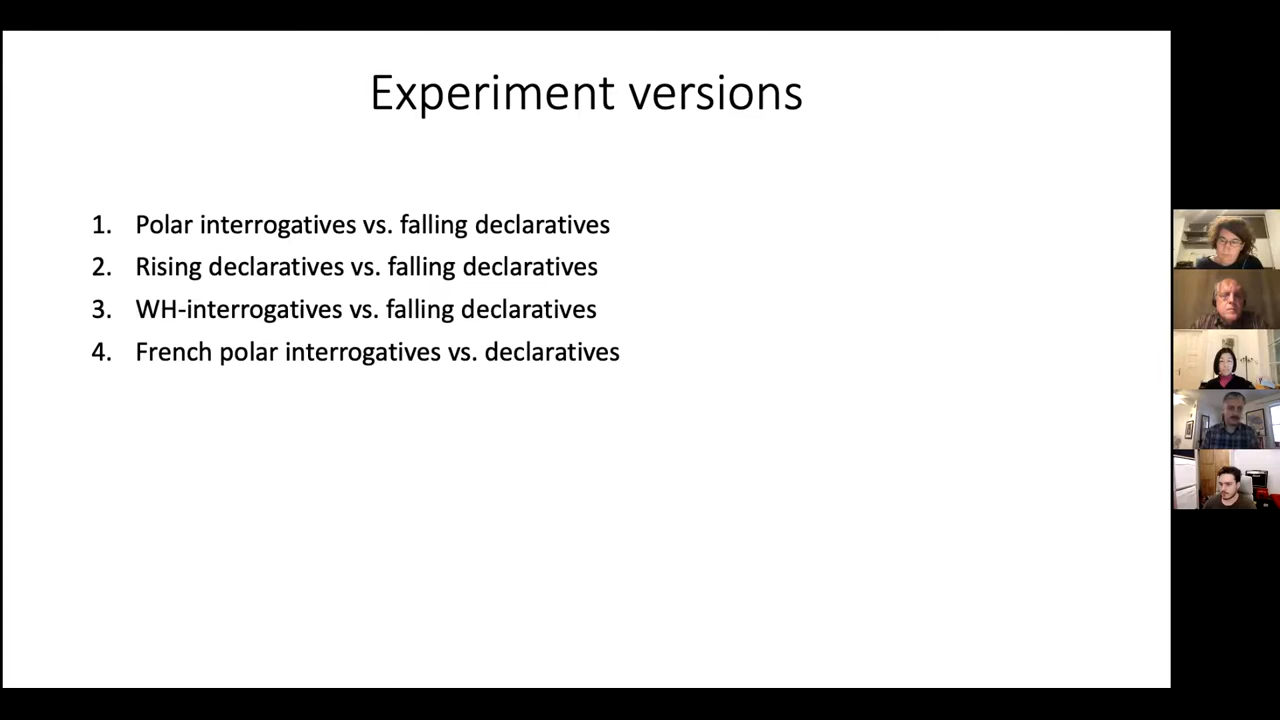 Experiment versions
1. Polar interrogatives vs. falling declaratives
2. Rising declaratives vs. falling declaratives
3. WH-interrogatives vs. falling declaratives
4. French polar interrogatives vs. declaratives